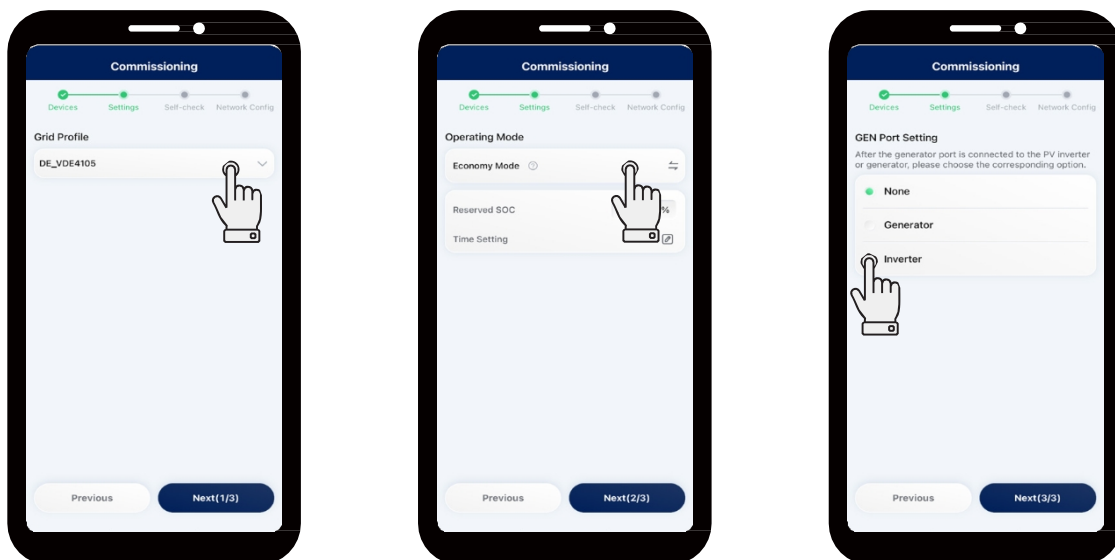 Commissioning
Devices Settings Self-check Network Config
Grid Profile
DE_VDE4105
Previous Next(1/3)
Commissioning
Devices Settings Self-check Network Config
Operating Mode
Economy Mode ?
Reserved SOC %
Time Setting
Previous Next(2/3)
Commissioning
Devices Settings Self-check Network Config
GEN Port Setting
After the generator port is connected to the PV inverter
or generator, please choose the corresponding option.
None
Generator
Inverter
Previous Next(3/3)